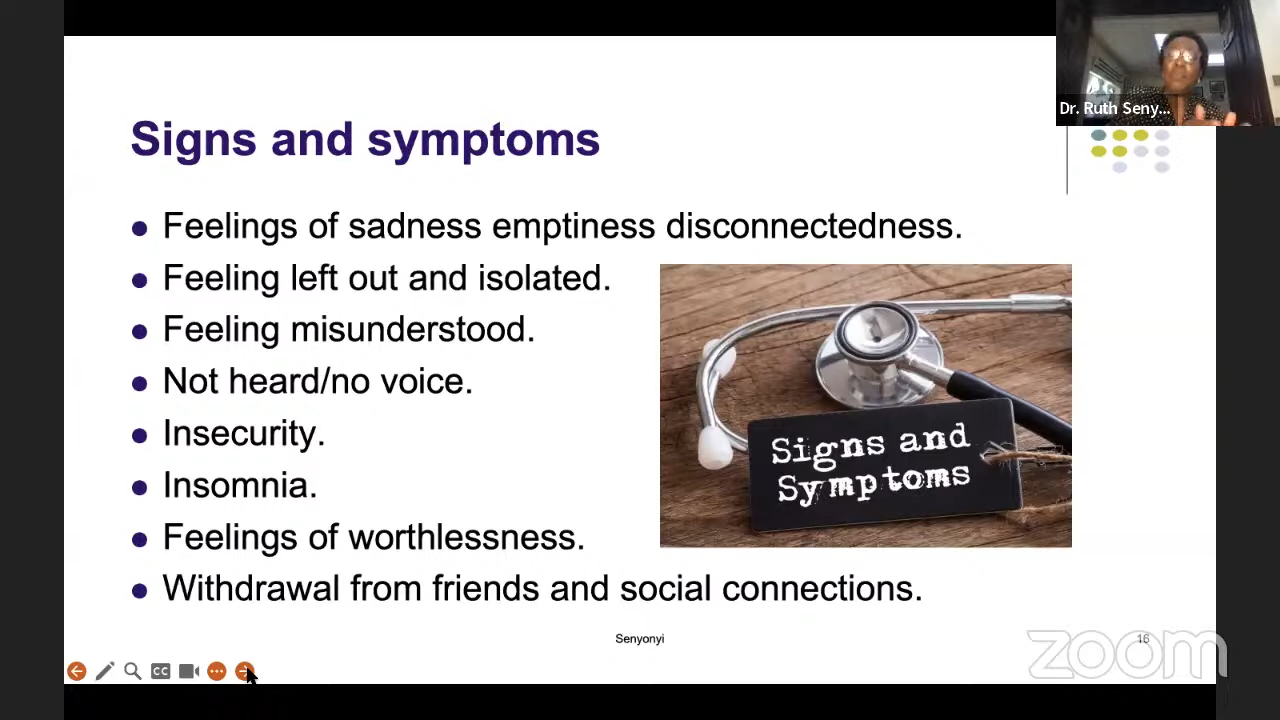 Dr. Ruth Seny...
Signs and symptoms
Feelings of sadness emptiness disconnectedness.
Feeling left out and isolated.
Feeling misunderstood.
Not heard/no voice.
Insecurity.
Insomnia.
Feelings of worthlessness.
Withdrawal from friends and social connections.
Signs and
Symptoms
Senyonyi
16
zoom
CC